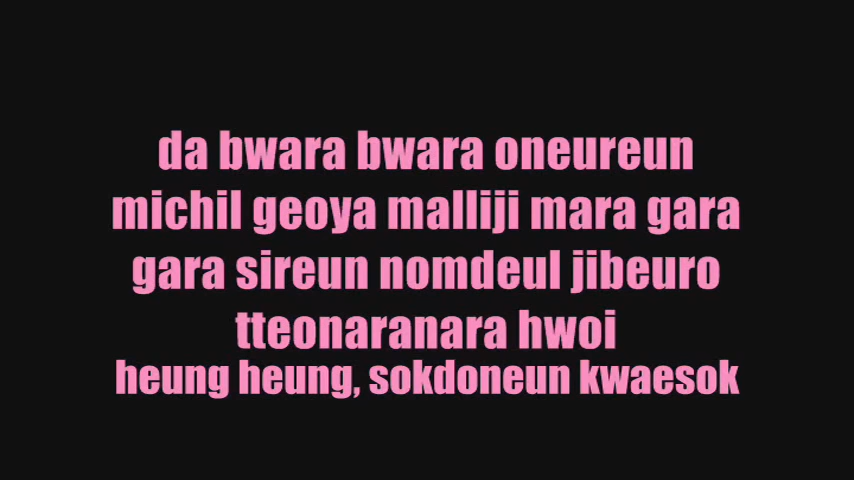 da bwara bwara oneureun
michil geoya malliji mara gara
gara sireun nomdeul jibeuro
tteonaranara hwoi
heung heung, sokdoneun kwaesok